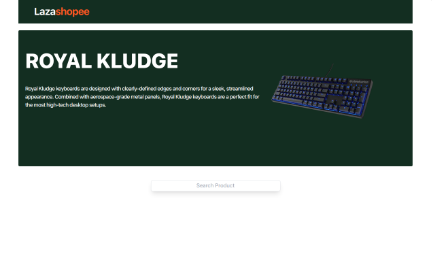 Lazashopee
ROYAL KLUDGE
Royal Kludge keyboards are designed with clearly-defined edges and corners for a sleek, streamlined
appearance. Combined with aerospace-grade metal panels, Royal Kludge keyboards are a perfect fit for
the most high-tech desktop setups.
Search Product